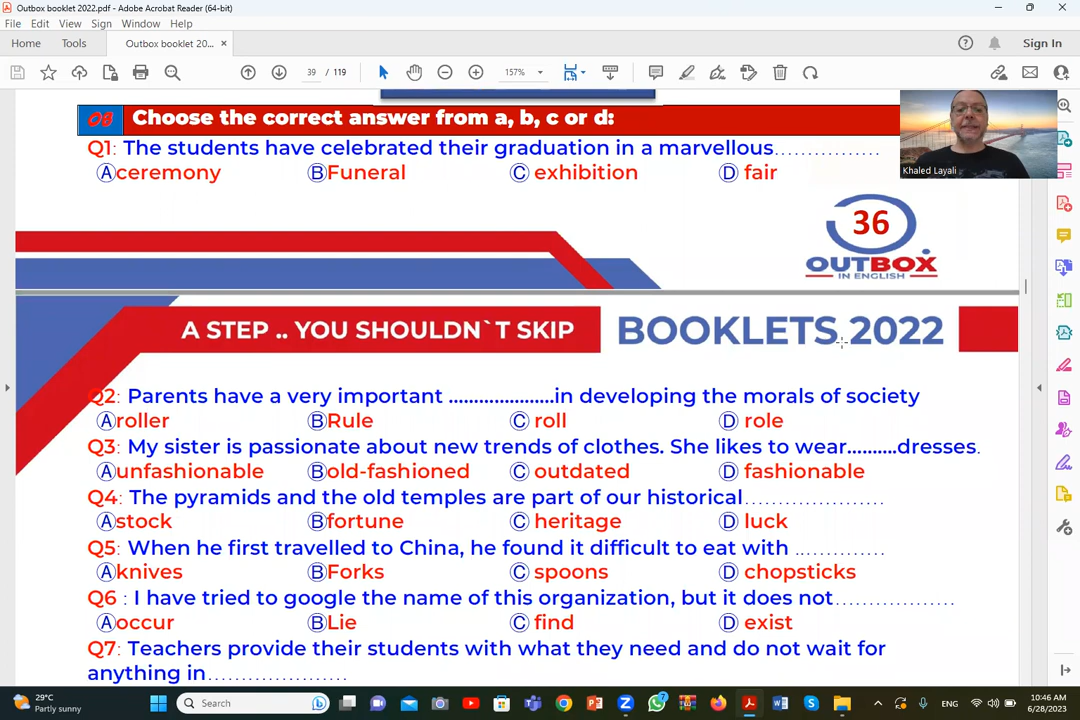 Outbox booklet 2022.pdf - Adobe Acrobat Reader (64-bit)
File Edit View Sign Window Help
Home Tools Outbox booklet 20... × Sign In
39 / 119 157%
Q8 Choose the correct answer from a, b, c or d:
Q1: The students have celebrated their graduation in a marvellous...............
A ceremony B Funeral C exhibition D fair
Khaled Layali
36
OUTBOX
IN ENGLISH
A STEP .. YOU SHOULDN`T SKIP BOOKLETS 2022
Q2: Parents have a very important .....................in developing the morals of society
A roller B Rule C roll D role
Q3: My sister is passionate about new trends of clothes. She likes to wear..........dresses.
A unfashionable B old-fashioned C outdated D fashionable
Q4: The pyramids and the old temples are part of our historical....................
A stock B fortune C heritage D luck
Q5: When he first travelled to China, he found it difficult to eat with .............
A knives B Forks C spoons D chopsticks
Q6 : I have tried to google the name of this organization, but it does not.................
A occur B Lie C find D exist
Q7: Teachers provide their students with what they need and do not wait for
anything in....................
29°C
Partly sunny
Search
7
ENG
10:46 AM
6/28/2023